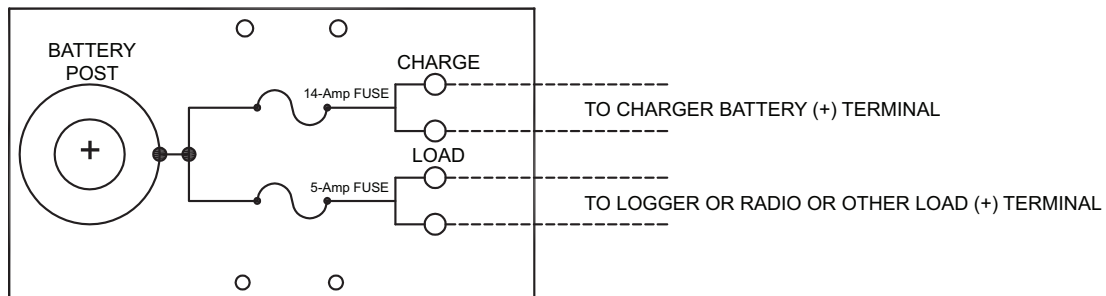 BATTERY
POST
+
CHARGE
14-Amp FUSE
TO CHARGER BATTERY (+) TERMINAL
LOAD
5-Amp FUSE
TO LOGGER OR RADIO OR OTHER LOAD (+) TERMINAL